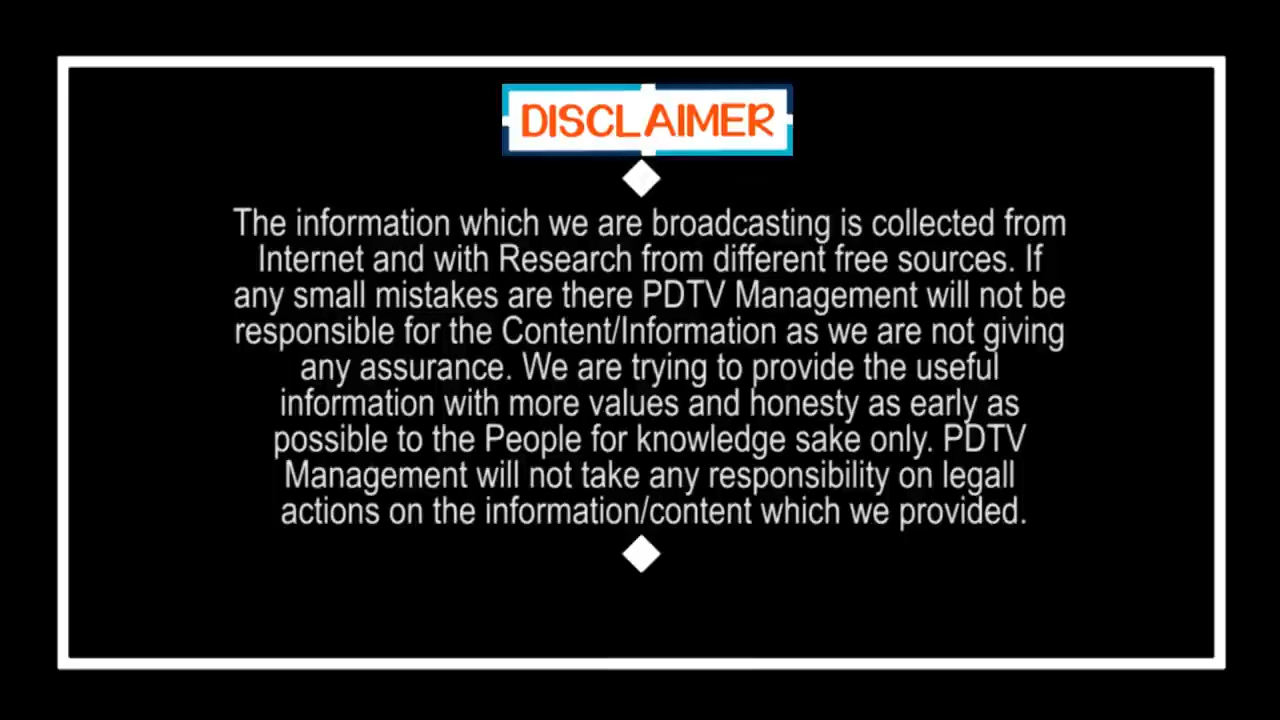 DISCLAIMER
The information which we are broadcasting is collected from
Internet and with Research from different free sources. If
any small mistakes are there PDTV Management will not be
responsible for the Content/Information as we are not giving
any assurance. We are trying to provide the useful
information with more values and honesty as early as
possible to the People for knowledge sake only. PDTV
Management will not take any responsibility on legall
actions on the information/content which we provided.